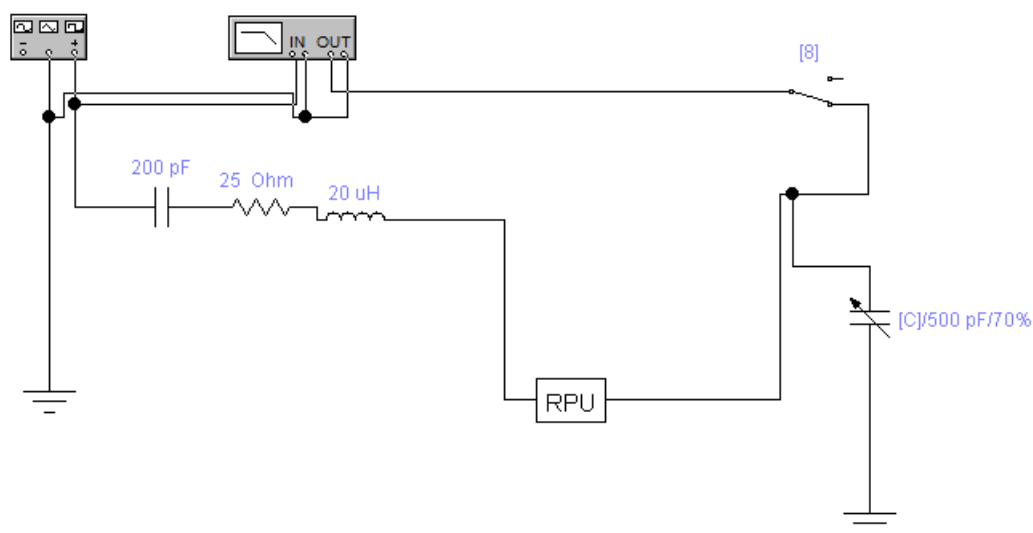 - +
IN OUT
[8]
200 pF
25 Ohm
20 uH
[C]/500 pF/70%
RPU